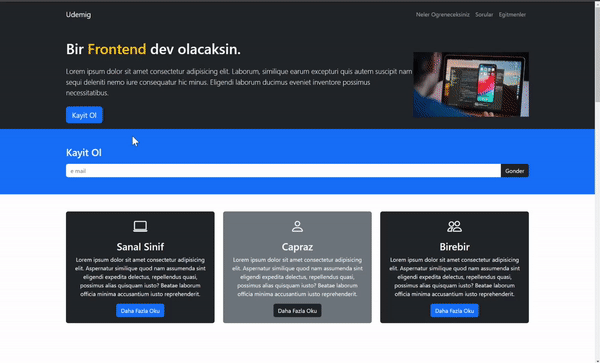 Udemig
Neler Ogreneceksiniz Sorular Egitmenler
Bir Frontend dev olacaksin.
Lorem ipsum dolor sit amet consectetur adipisicing elit. Laborum, similique earum excepturi quis autem suscipit nam
sequi deleniti nemo iure consequatur hic minus. Eligendi laborum ducimus eveniet inventore possimus
necessitatibus.
Kayit Ol
Kayit Ol
e mail
Gonder
Sanal Sinif
Lorem ipsum dolor sit amet consectetur adipisicing
elit. Aspernatur similique quod nam assumenda sint
eligendi expedita delectus, repellendus quasi,
possimus alias quisquam iusto? Beatae laborum
officia minima accusantium iusto reprehenderit.
Daha Fazla Oku
Capraz
Lorem ipsum dolor sit amet consectetur adipisicing
elit. Aspernatur similique quod nam assumenda sint
eligendi expedita delectus, repellendus quasi,
possimus alias quisquam iusto? Beatae laborum
officia minima accusantium iusto reprehenderit.
Daha Fazla Oku
Birebir
Lorem ipsum dolor sit amet consectetur adipisicing
elit. Aspernatur similique quod nam assumenda sint
eligendi expedita delectus, repellendus quasi,
possimus alias quisquam iusto? Beatae laborum
officia minima accusantium iusto reprehenderit.
Daha Fazla Oku